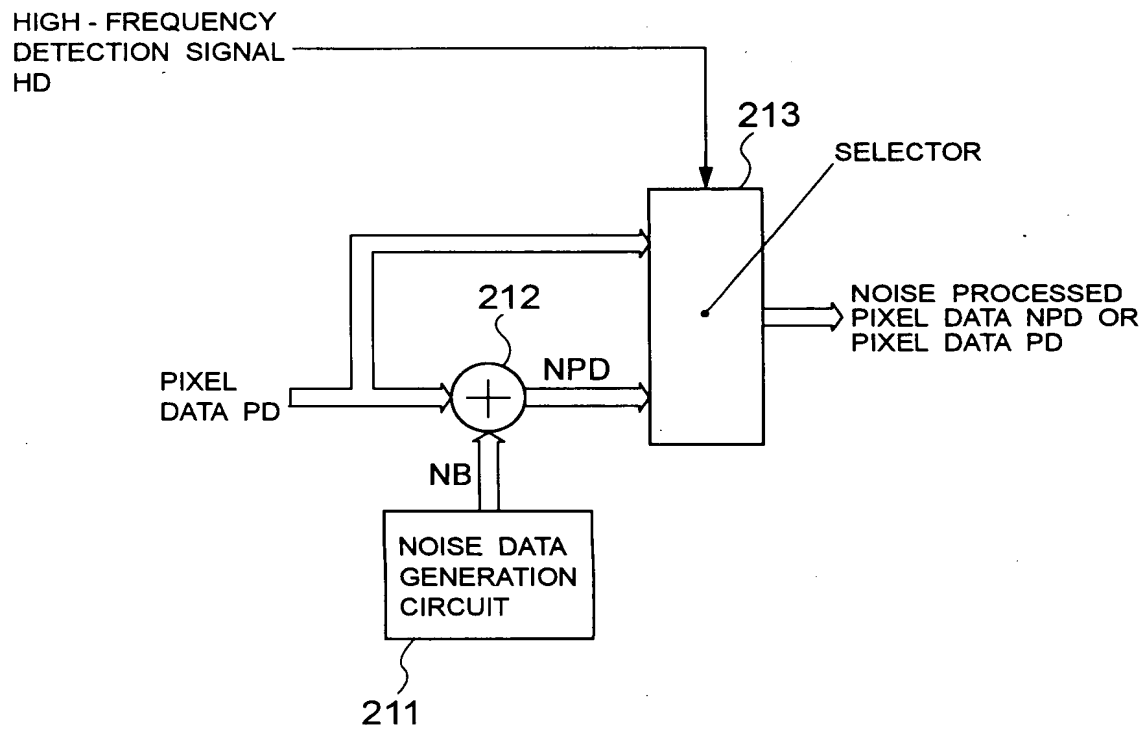 HIGH - FREQUENCY
DETECTION SIGNAL
HD
213
SELECTOR
212
NOISE PROCESSED
PIXEL DATA NPD OR
PIXEL DATA PD
NPD
PIXEL
DATA PD
NB
NOISE DATA
GENERATION
CIRCUIT
211